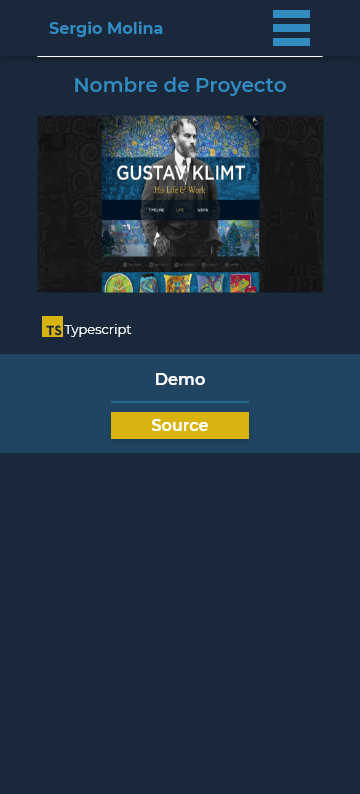 Sergio Molina
Nombre de Proyecto
GUSTAV KLIMT
His Life & Work
TIMELINE LIFE WORK
TS Typescript
Demo
Source